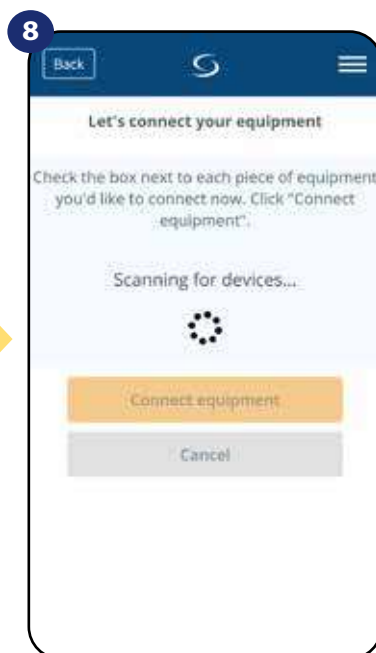 8
Back
Let's connect your equipment
Check the box next to each piece of equipment
you'd like to connect now. Click "Connect
equipment".
Scanning for devices...
Connect equipment
Cancel